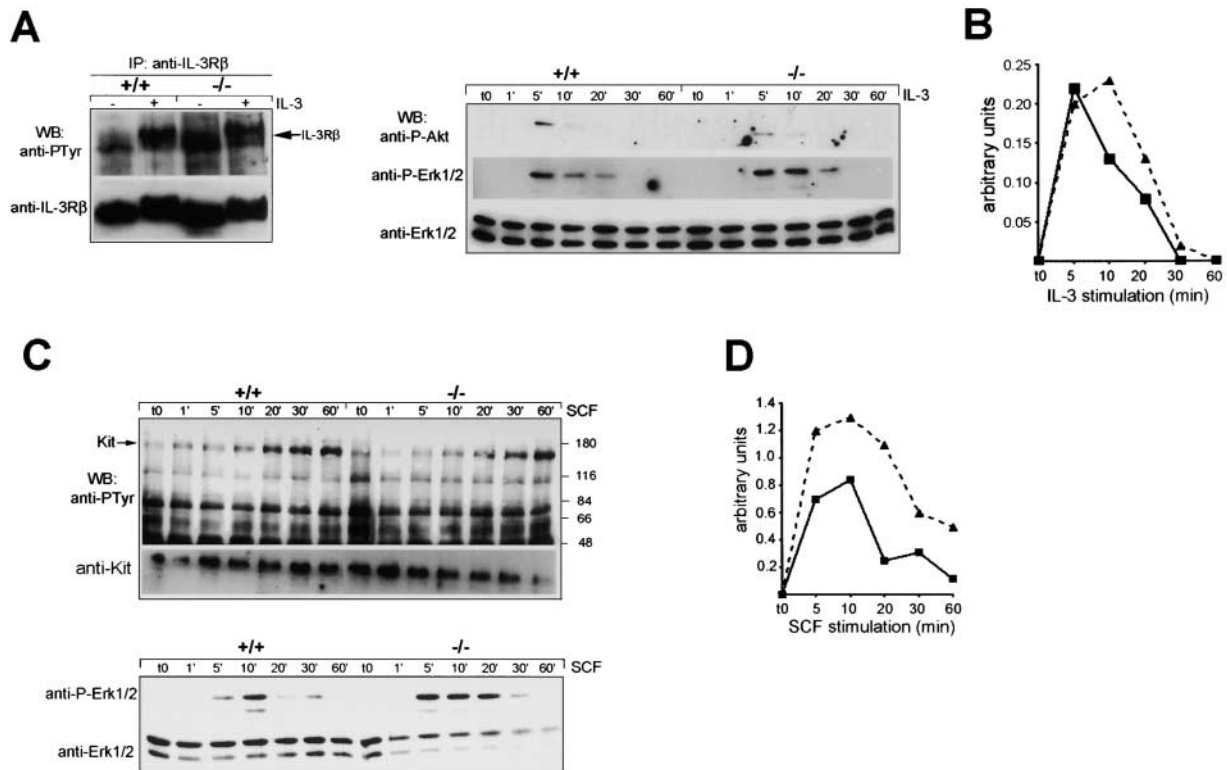 A
IP: anti-IL-3Rβ
+/+ -/-
- + - + IL-3
WB:
anti-PTyr
IL-3Rβ
anti-IL-3Rβ
+/+ -/-
t0 1' 5' 10' 20' 30' 60' t0 1' 5' 10' 20' 30' 60' IL-3
WB:
anti-P-Akt
anti-P-Erk1/2
anti-Erk1/2
B
arbitrary units
0.25
0.20
0.15
0.10
0.05
t0 5 10 20 30 60
IL-3 stimulation (min)
C
+/+ -/-
t0 1' 5' 10' 20' 30' 60' t0 1' 5' 10' 20' 30' 60' SCF
Kit
WB:
anti-PTyr
180
116
84
66
48
anti-Kit
+/+ -/-
t0 1' 5' 10' 20' 30' 60' t0 1' 5' 10' 20' 30' 60' SCF
anti-P-Erk1/2
anti-Erk1/2
D
arbitrary units
1.4
1.2
1.0
0.8
0.6
0.4
0.2
t0 5 10 20 30 60
SCF stimulation (min)